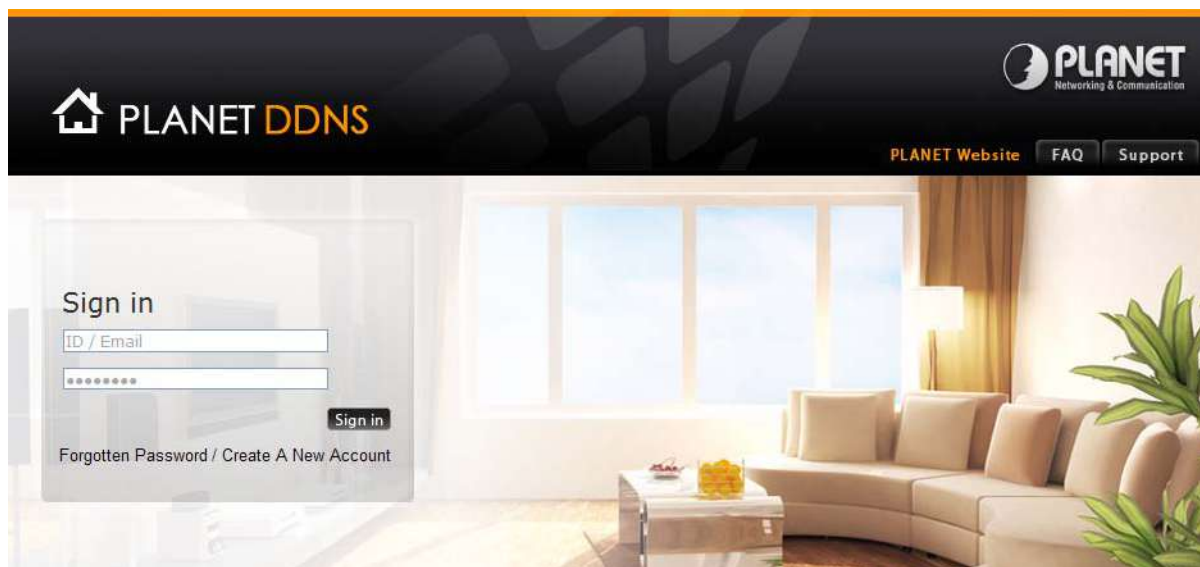 PLANET
Networking & Communication
PLANET DDNS
PLANET Website FAQ Support
Sign in
ID / Email
••••••••
Sign in
Forgotten Password / Create A New Account